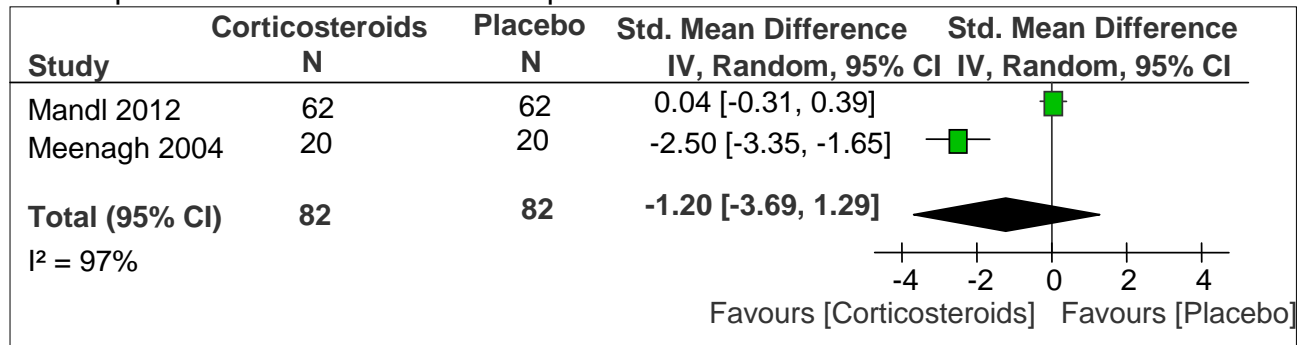 Corticosteroids Placebo Std. Mean Difference Std. Mean Difference
Study N N IV, Random, 95% CI IV, Random, 95% CI
Mandl 2012 62 62 0.04 [-0.31, 0.39]
Meenagh 2004 20 20 -2.50 [-3.35, -1.65]
Total (95% CI) 82 82 -1.20 [-3.69, 1.29]
I² = 97%
-4 -2 0 2 4
Favours [Corticosteroids] Favours [Placebo]